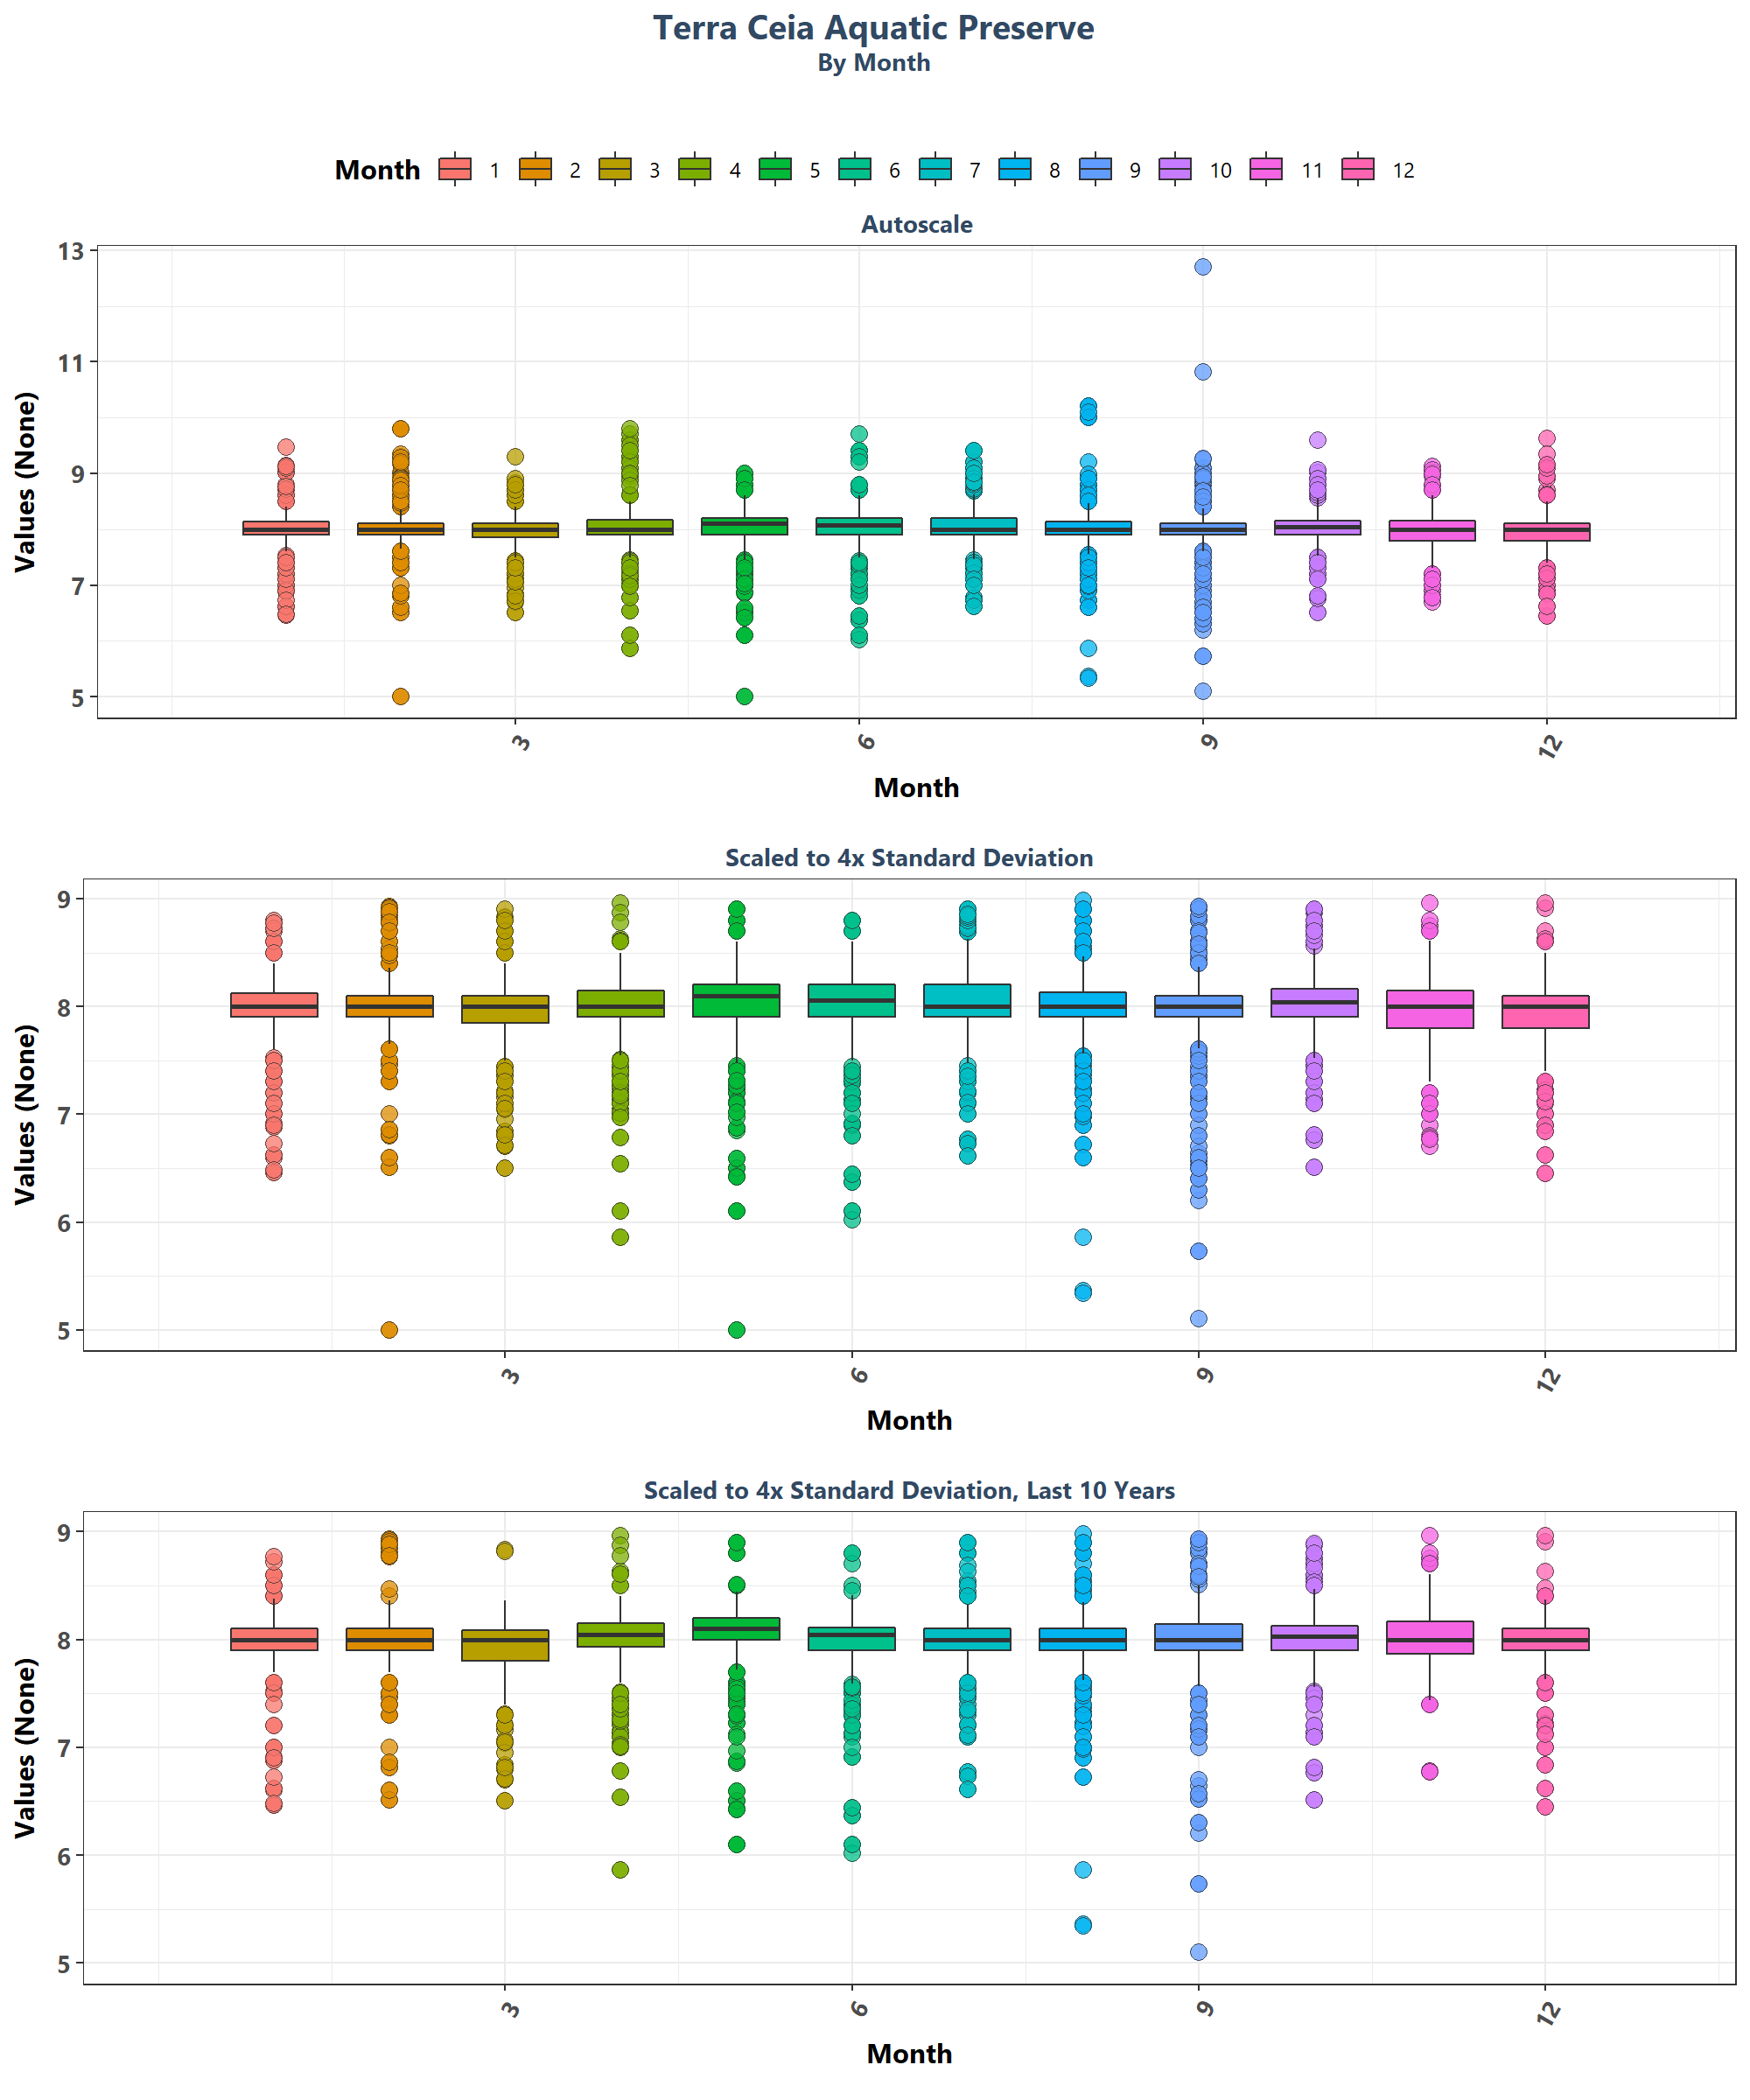 Terra Ceia Aquatic Preserve
By Month
Month 1 2 3 4 5 6 7 8 9 10 11 12
Autoscale
Values (None)
13
11
9
7
5
3 6 9 12
Month
Scaled to 4x Standard Deviation
Values (None)
9
8
7
6
5
3 6 9 12
Month
Scaled to 4x Standard Deviation, Last 10 Years
Values (None)
9
8
7
6
5
3 6 9 12
Month